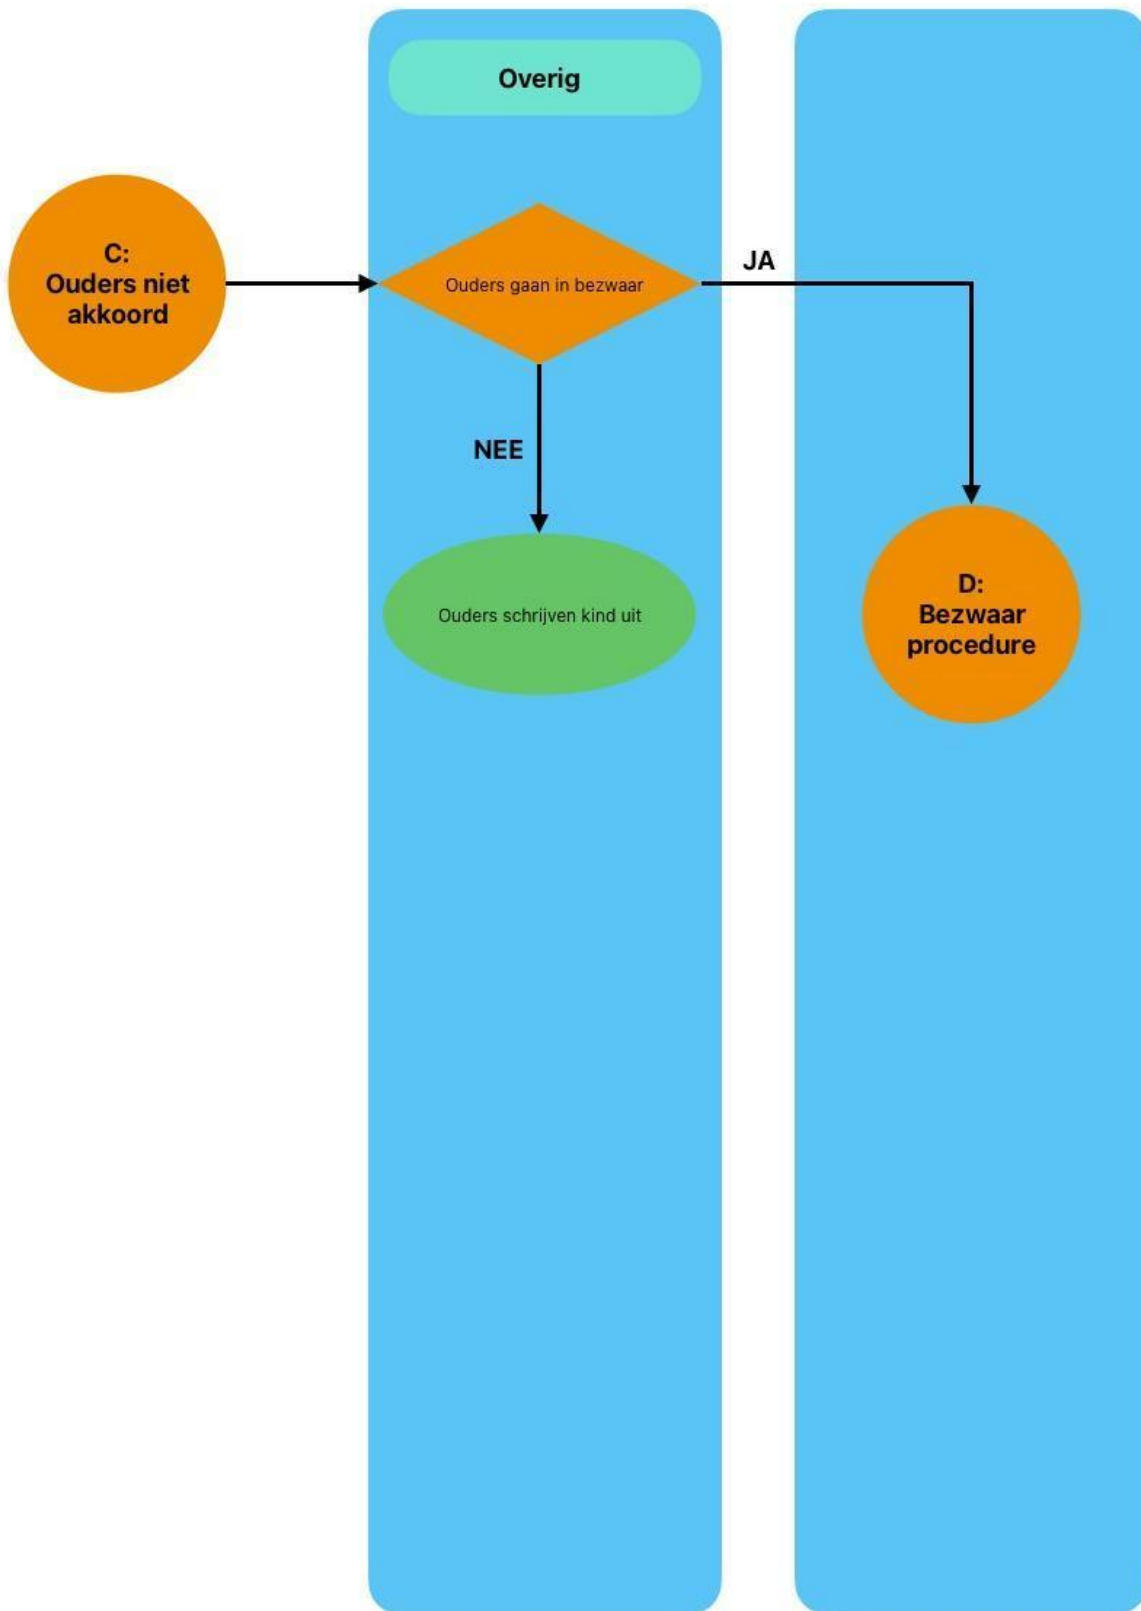 Overig
C:
Ouders niet
akkoord
Ouders gaan in bezwaar
JA
NEE
Ouders schrijven kind uit
D:
Bezwaar
procedure